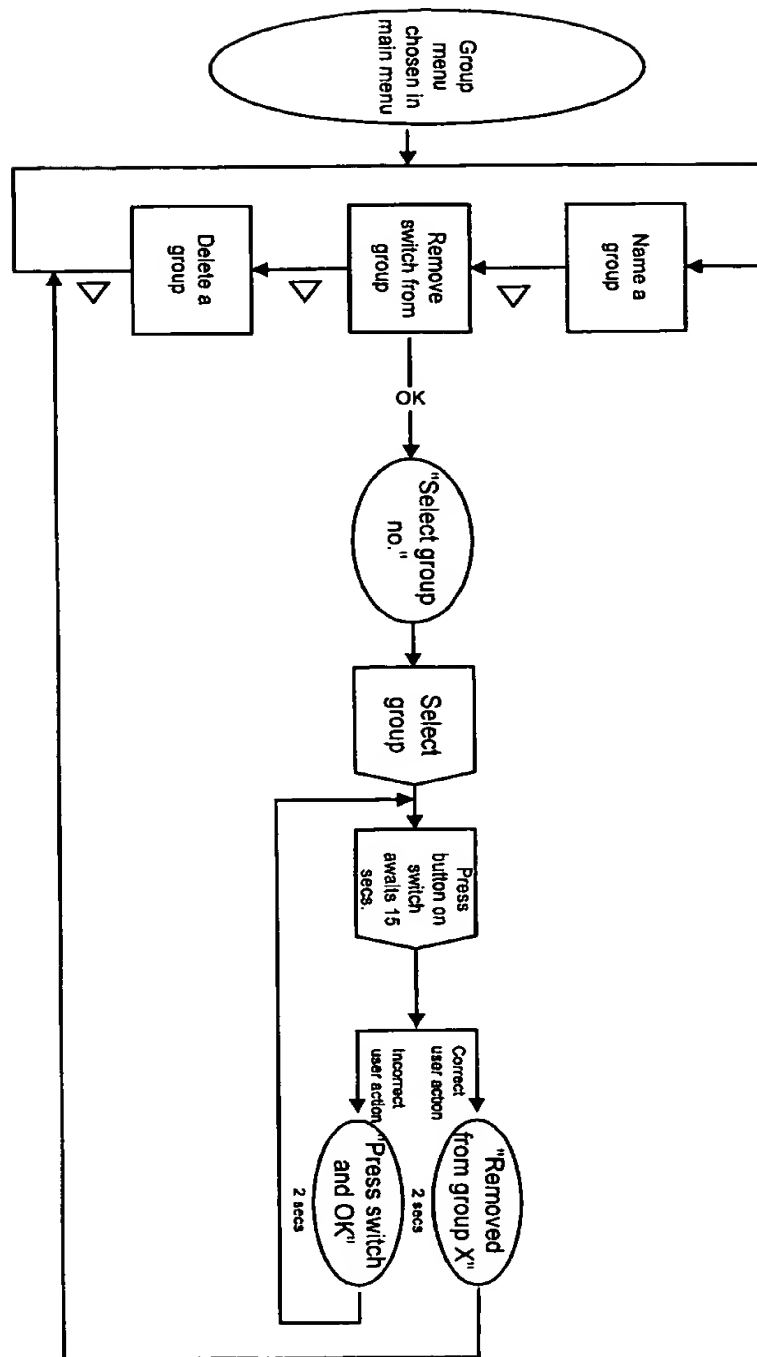 Group
menu
chosen in
main menu
Name a
group
Remove
switch from
group
Delete a
group
OK
"Select group
no."
Select
group
Press
button on
switch
awaits 15
secs.
Correct
user action
Incorrect
user action
"Removed
from group X"
2 secs
"Press switch
and OK"
2 secs